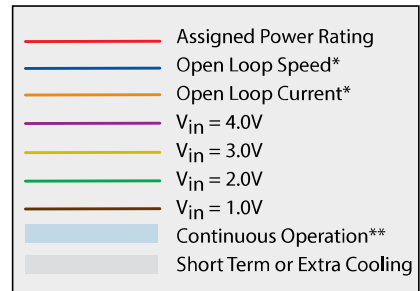 Assigned Power Rating
Open Loop Speed*
Open Loop Current*
Vin = 4.0V
Vin = 3.0V
Vin = 2.0V
Vin = 1.0V
Continuous Operation**
Short Term or Extra Cooling